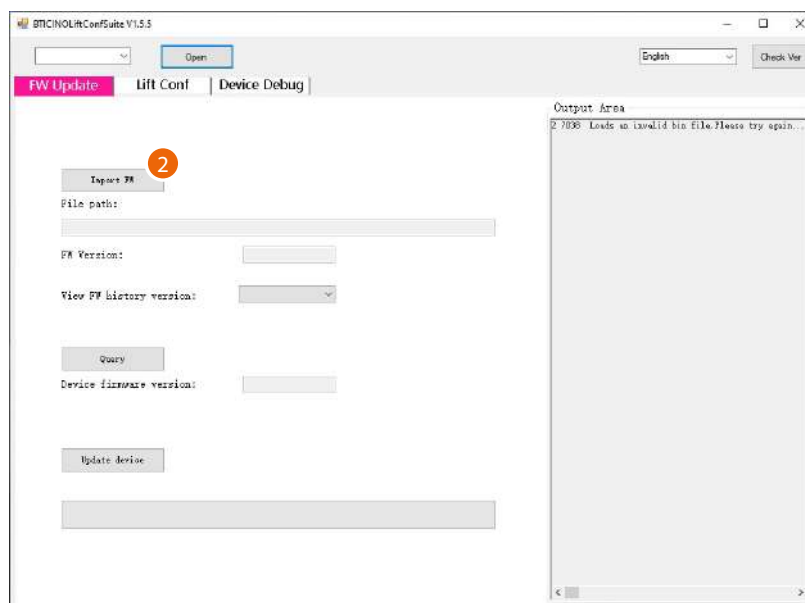 BTICINOLiftConfSuite V1.5.5
Open
English
Check Ver
FW Update
Lift Conf
Device Debug
Output Area
2 7038 Loads an invalid bin file.Please try again...
2
Import FW
File path:
FW Version:
View FW history version:
Query
Device firmware version:
Update device